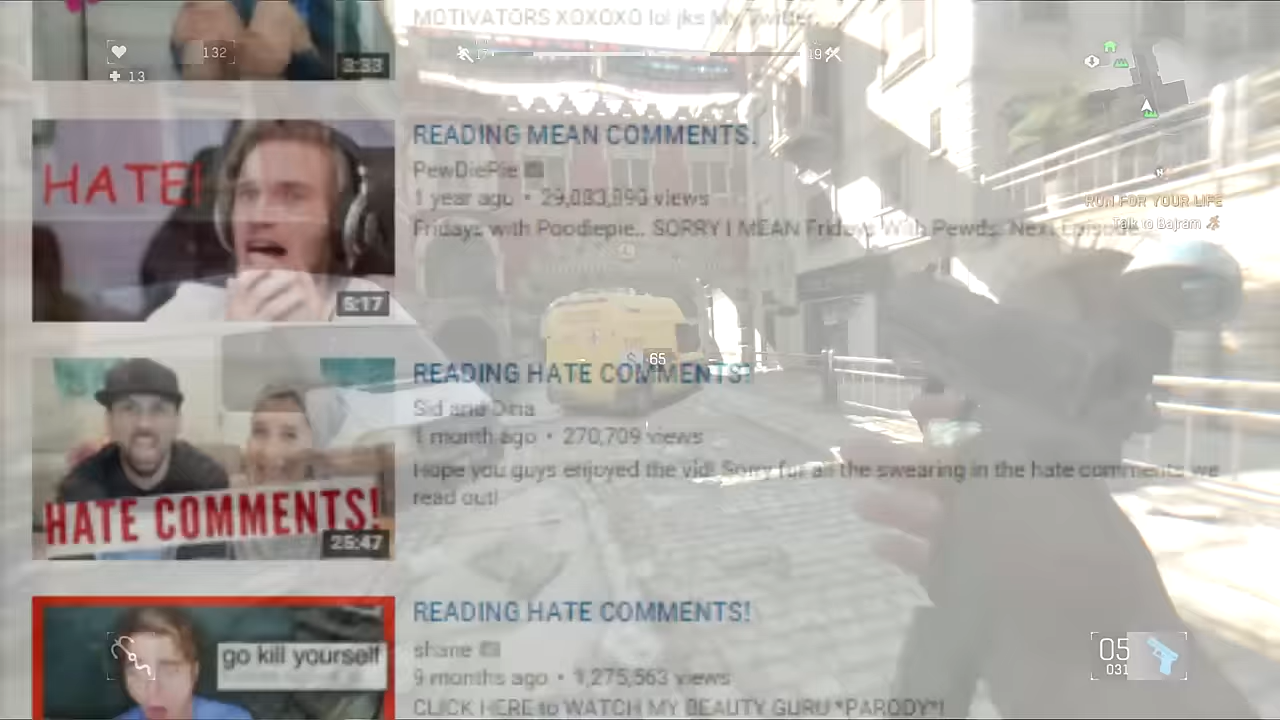 MOTIVATORS XOXOXO lol jks My Twitter
132
13
3:33
17
19
HATE!
5:17
READING MEAN COMMENTS.
PewDiePie
1 year ago • 29,083,890 views
Fridays with Poodiepie.. SORRY I MEAN Fridays With Pewds. Next Episode
N
RUN FOR YOUR LIFE
Talk to Bajram
65
HATE COMMENTS!
25:47
READING HATE COMMENTS!
Sid and Dina
1 month ago • 270,709 views
Hope you guys enjoyed the vid! Sorry for all the swearing in the hate comments we
read out!
go kill yourself
READING HATE COMMENTS!
shane
9 months ago • 1,275,563 views
CLICK HERE to WATCH MY BEAUTY GURU *PARODY*!
05
031